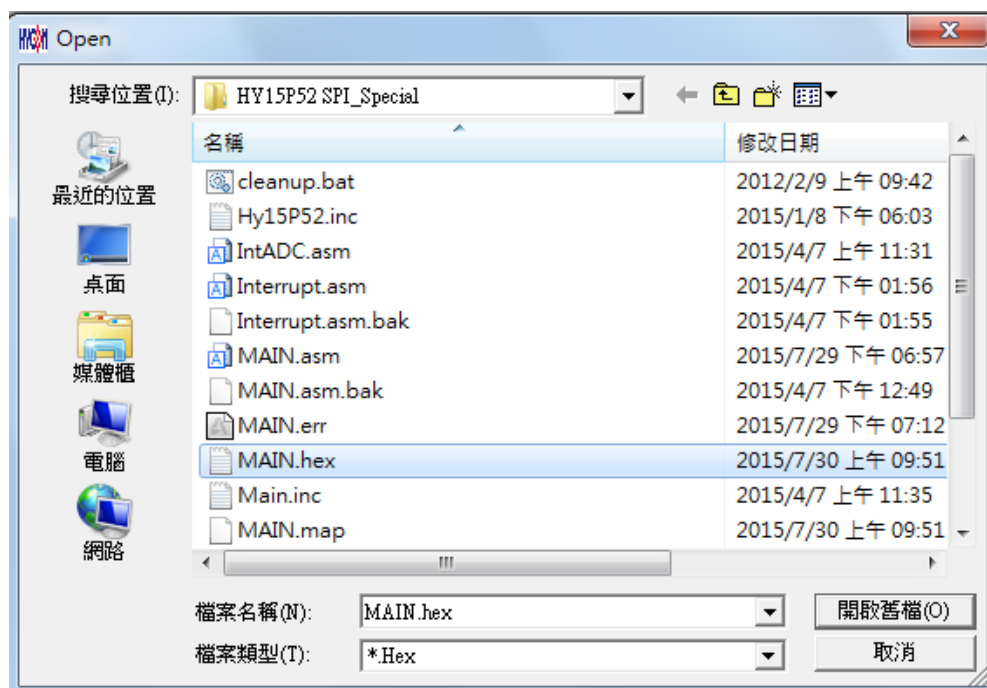 HYCON Open
搜尋位置(I): HY15P52 SPI_Special
名稱 修改日期
cleanup.bat 2012/2/9 上午 09:42
Hy15P52.inc 2015/1/8 下午 06:03
IntADC.asm 2015/4/7 上午 11:31
Interrupt.asm 2015/4/7 下午 01:56
Interrupt.asm.bak 2015/4/7 下午 01:55
MAIN.asm 2015/7/29 下午 06:57
MAIN.asm.bak 2015/4/7 下午 12:49
MAIN.err 2015/7/29 下午 07:12
MAIN.hex 2015/7/30 上午 09:51
Main.inc 2015/4/7 上午 11:35
MAIN.map 2015/7/30 上午 09:51
最近的位置
桌面
媒體櫃
電腦
網路
檔案名稱(N): MAIN.hex 開啟舊檔(O)
檔案類型(T): *.Hex 取消